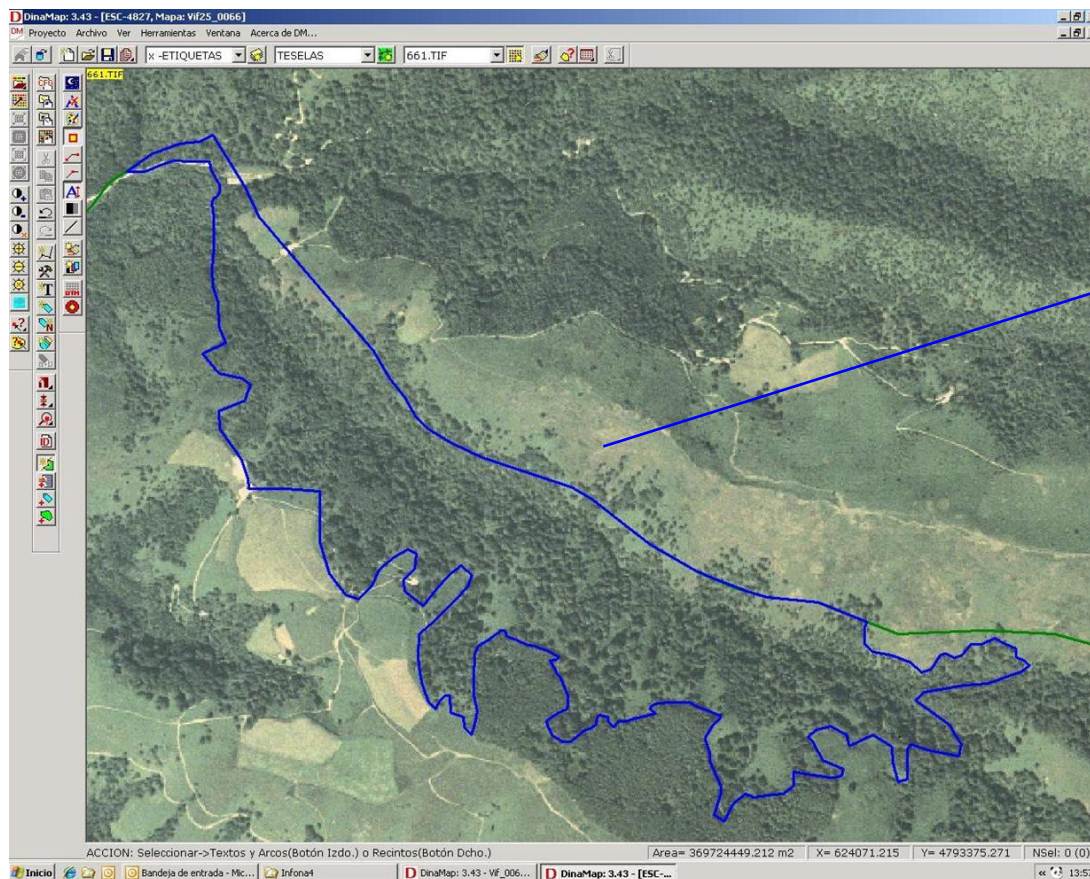 DinaMap: 3.43 - [ESC-4827, Mapa: Vif25_0066]
Proyecto Archivo Ver Herramientas Ventana Acerca de DM...
x -ETIQUETAS TESELAS 661.TIF
661.TIF
ACCION: Seleccionar->Textos y Arcos(Botón Izdo.) o Recintos(Botón Dcho.) Area= 369724449.212 m2 X= 624071.215 Y= 4793375.271 NSel: 0 (0)
Inicio Bandeja de entrada - Mic... Infona4 DinaMap: 3.43 - Vif_006... DinaMap: 3.43 - [ESC-...